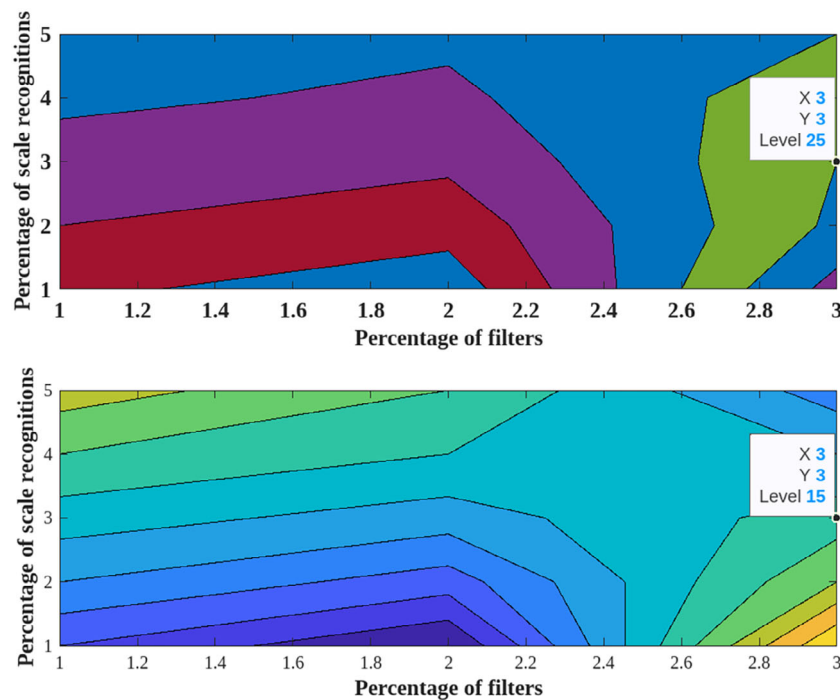 Percentage of scale recognitions
5
4
3
2
1
X 3
Y 3
Level 25
1 1.2 1.4 1.6 1.8 2 2.2 2.4 2.6 2.8 3
Percentage of filters
Percentage of scale recognitions
5
4
3
2
1
X 3
Y 3
Level 15
1 1.2 1.4 1.6 1.8 2 2.2 2.4 2.6 2.8 3
Percentage of filters